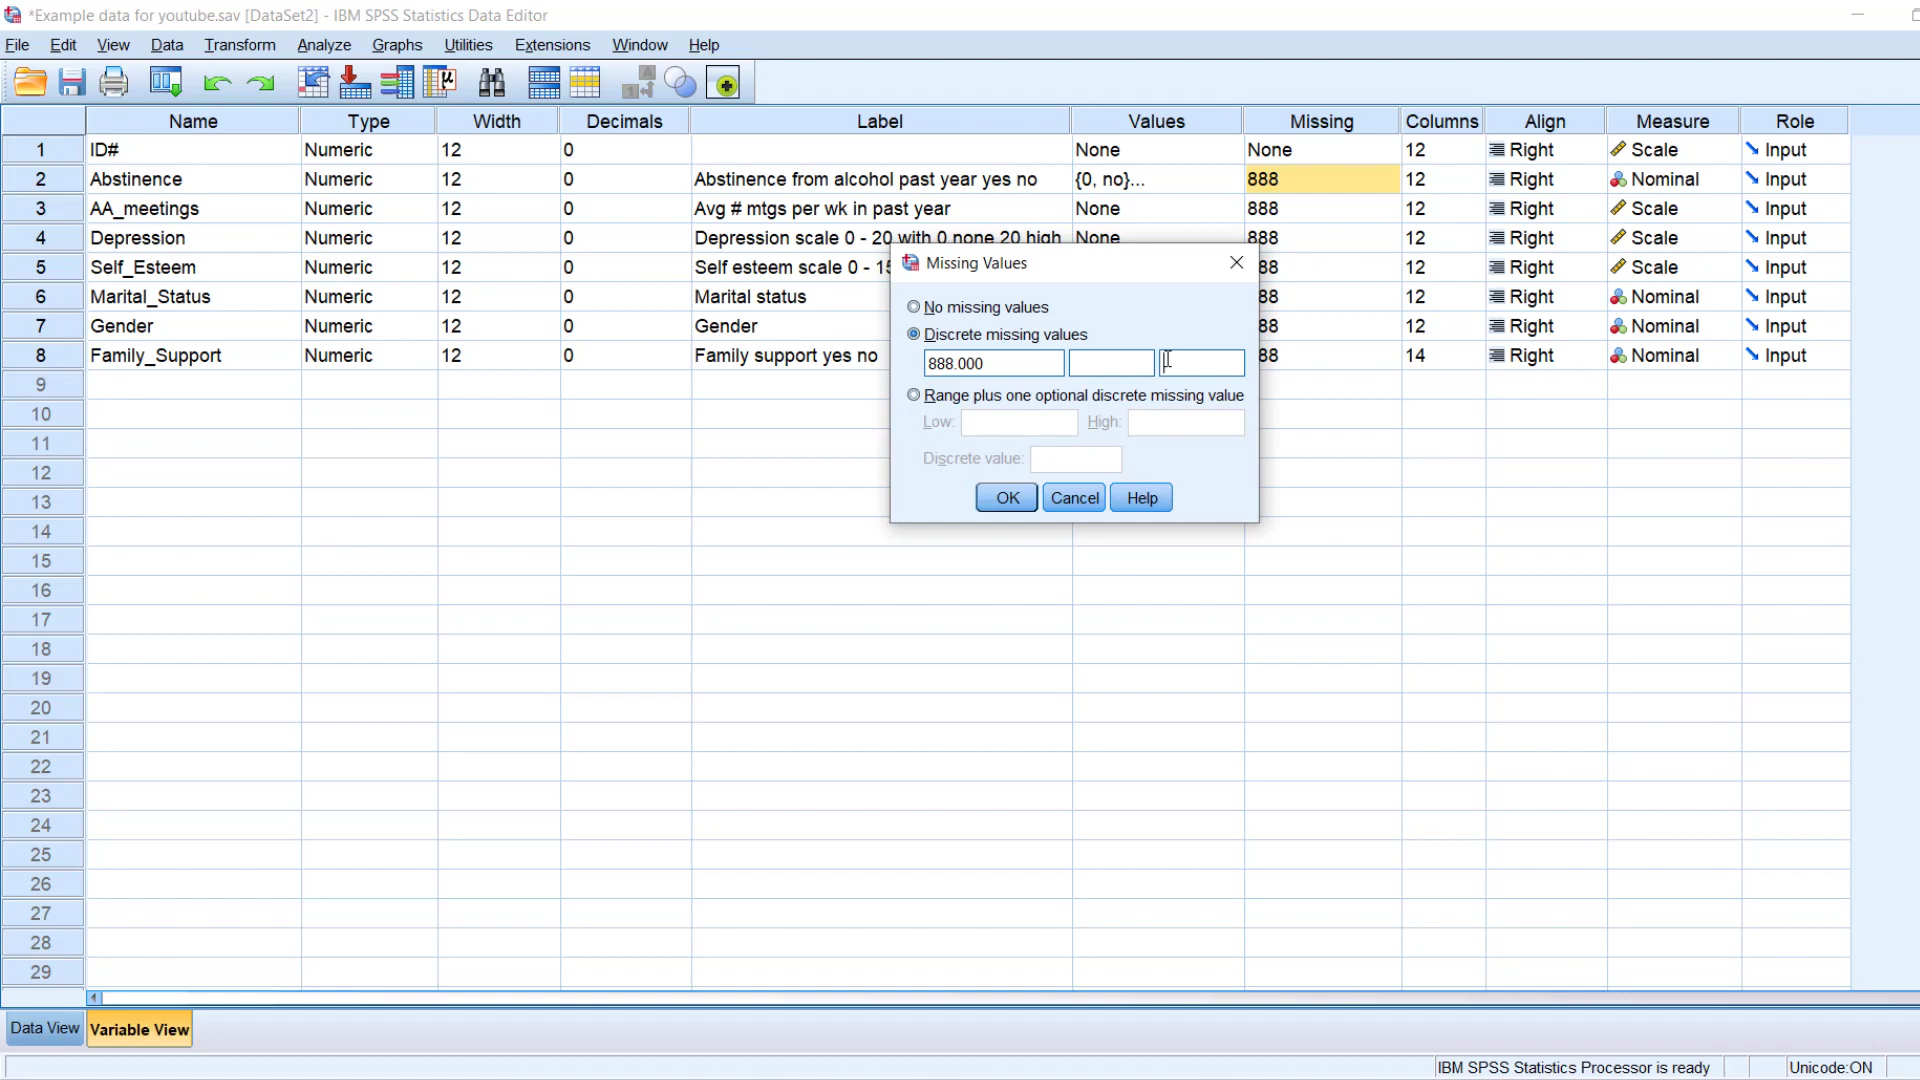 *Example data for youtube.sav [DataSet2] - IBM SPSS Statistics Data Editor
File Edit View Data Transform Analyze Graphs Utilities Extensions Window Help
Name Type Width Decimals Label Values Missing Columns Align Measure Role
1 ID# Numeric 12 0 None None 12 Right Scale Input
2 Abstinence Numeric 12 0 Abstinence from alcohol past year yes no {0, no}... 888 12 Right Nominal Input
3 AA_meetings Numeric 12 0 Avg # mtgs per wk in past year None 888 12 Right Scale Input
4 Depression Numeric 12 0 Depression scale 0 - 20 with 0 none 20 high None 888 12 Right Scale Input
5 Self_Esteem Numeric 12 0 Self esteem scale 0 - 15 88 12 Right Scale Input
6 Marital_Status Numeric 12 0 Marital status 88 12 Right Nominal Input
7 Gender Numeric 12 0 Gender 88 12 Right Nominal Input
8 Family_Support Numeric 12 0 Family support yes no 88 14 Right Nominal Input
9
10
11
12
13
14
15
16
17
18
19
20
21
22
23
24
25
26
27
28
29
Missing Values
No missing values
Discrete missing values
888.000
Range plus one optional discrete missing value
Low: High:
Discrete value:
OK Cancel Help
Data View Variable View
IBM SPSS Statistics Processor is ready Unicode:ON